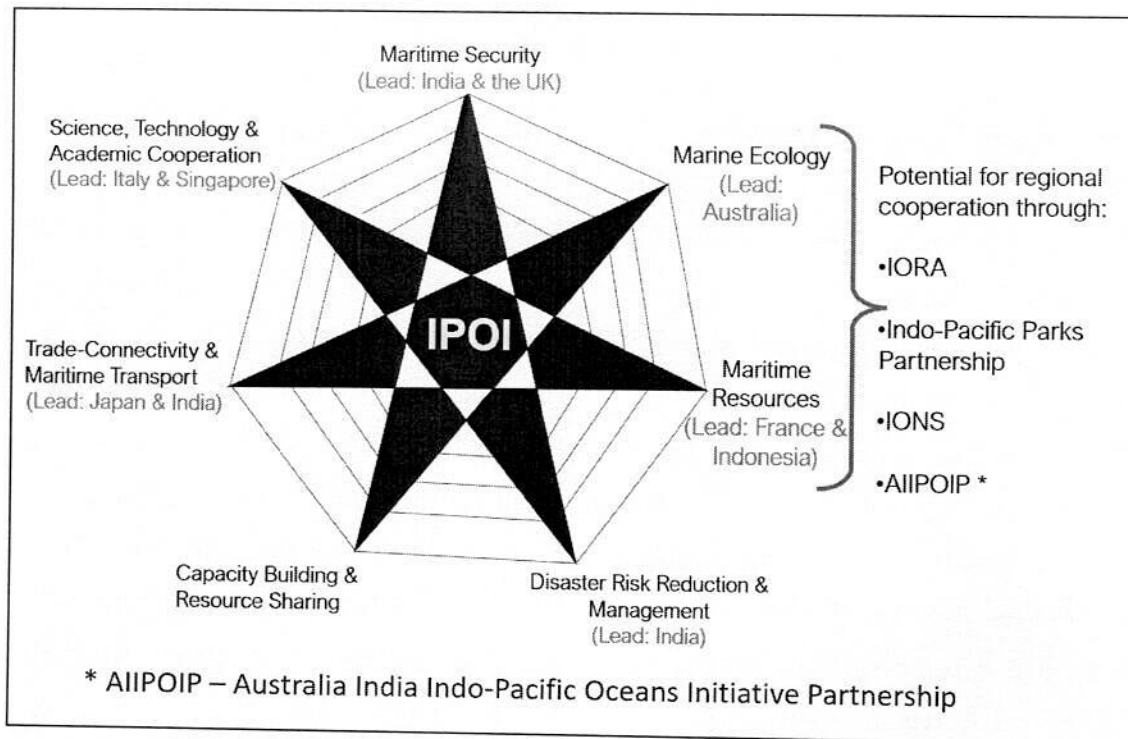 Maritime Security
(Lead: India & the UK)
Science, Technology &
Academic Cooperation
(Lead: Italy & Singapore)
Marine Ecology
(Lead:
Australia)
Trade-Connectivity &
Maritime Transport
(Lead: Japan & India)
IPOI
Maritime
Resources
(Lead: France &
Indonesia)
Capacity Building &
Resource Sharing
Disaster Risk Reduction &
Management
(Lead: India)
Potential for regional
cooperation through:
•IORA
•Indo-Pacific Parks
Partnership
•IONS
•AIIPOIP *
* AIIPOIP – Australia India Indo-Pacific Oceans Initiative Partnership